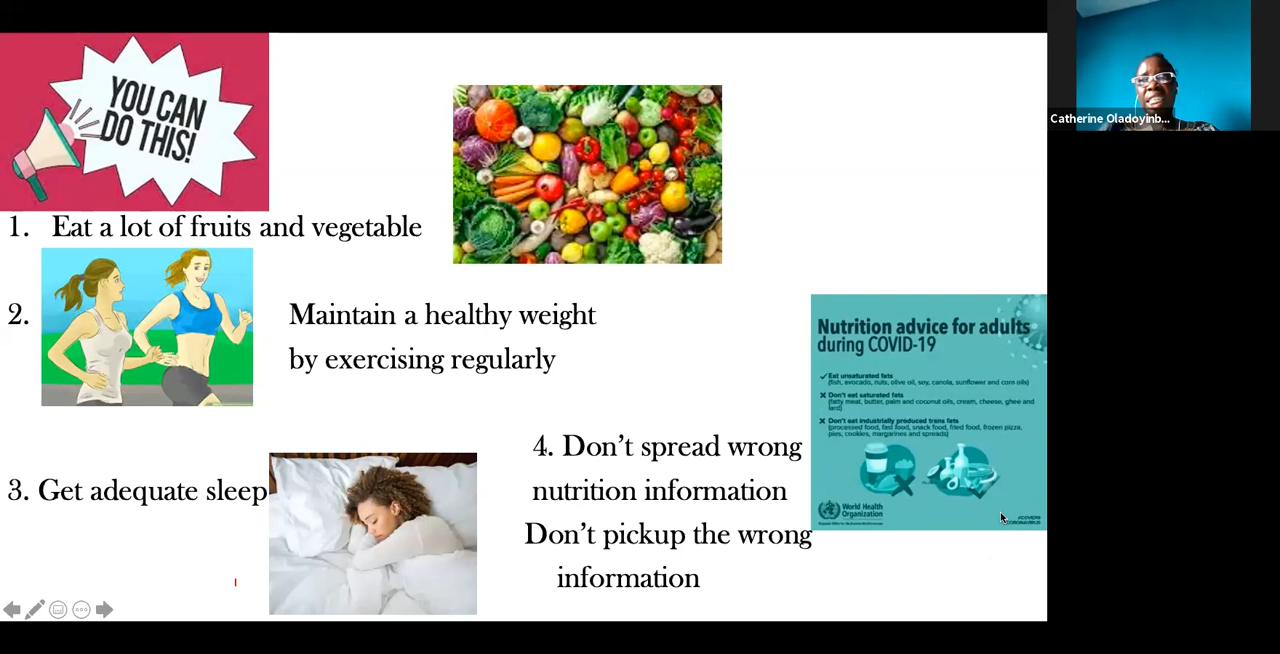 YOU CAN
DO THIS!
1. Eat a lot of fruits and vegetable
2. Maintain a healthy weight
by exercising regularly
3. Get adequate sleep
4. Don't spread wrong
nutrition information
Don't pickup the wrong
information
Nutrition advice for adults
during COVID-19
Eat unsaturated fats
(fish, avocado, nuts, olive oil, soy, canola, sunflower and corn oils)
Don't eat saturated fats
(fatty meat, butter, palm and coconut oils, cream, cheese, ghee and
lard)
Don't eat industrially produced trans fats
(processed food, fast food, snack food, fried food, frozen pizza,
pies, cookies, margarines and spreads)
World Health
Organization
Catherine Oladoyinb...